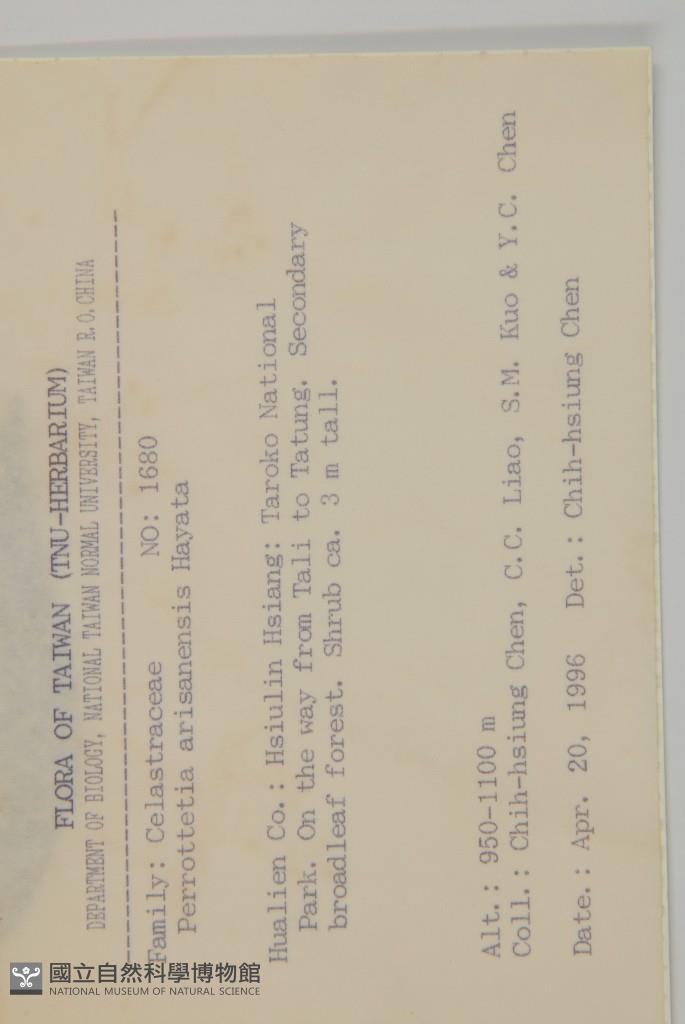 FLORA OF TAIWAN (TNU-HERBARIUM)
DEPARTMENT OF BIOLOGY, NATIONAL TAIWAN NORMAL UNIVERSITY, TAIWAN R.O.CHINA
Family: Celastraceae NO: 1680
Perrottetia arisanensis Hayata
Hualien Co.: Hsiulin Hsiang: Taroko National
Park. On the way from Tali to Tatung. Secondary
broadleaf forest. Shrub ca. 3 m tall.
Alt.: 950-1100 m
Coll.: Chih-hsiung Chen, C.C. Liao, S.M. Kuo & Y.C. Chen
Date.: Apr. 20, 1996 Det.: Chih-hsiung Chen
國立自然科學博物館
NATIONAL MUSEUM OF NATURAL SCIENCE